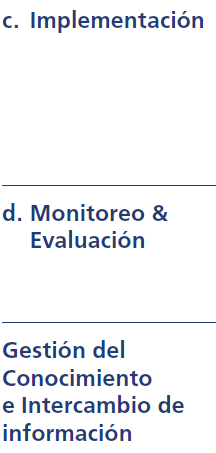 c. Implementación
d. Monitoreo &
Evaluación
Gestión del
Conocimiento
e Intercambio de
información